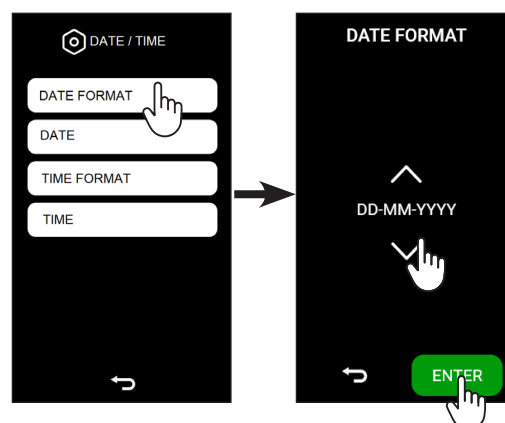 DATE / TIME
DATE FORMAT
DATE
TIME FORMAT
TIME
DATE FORMAT
DD-MM-YYYY
ENTER